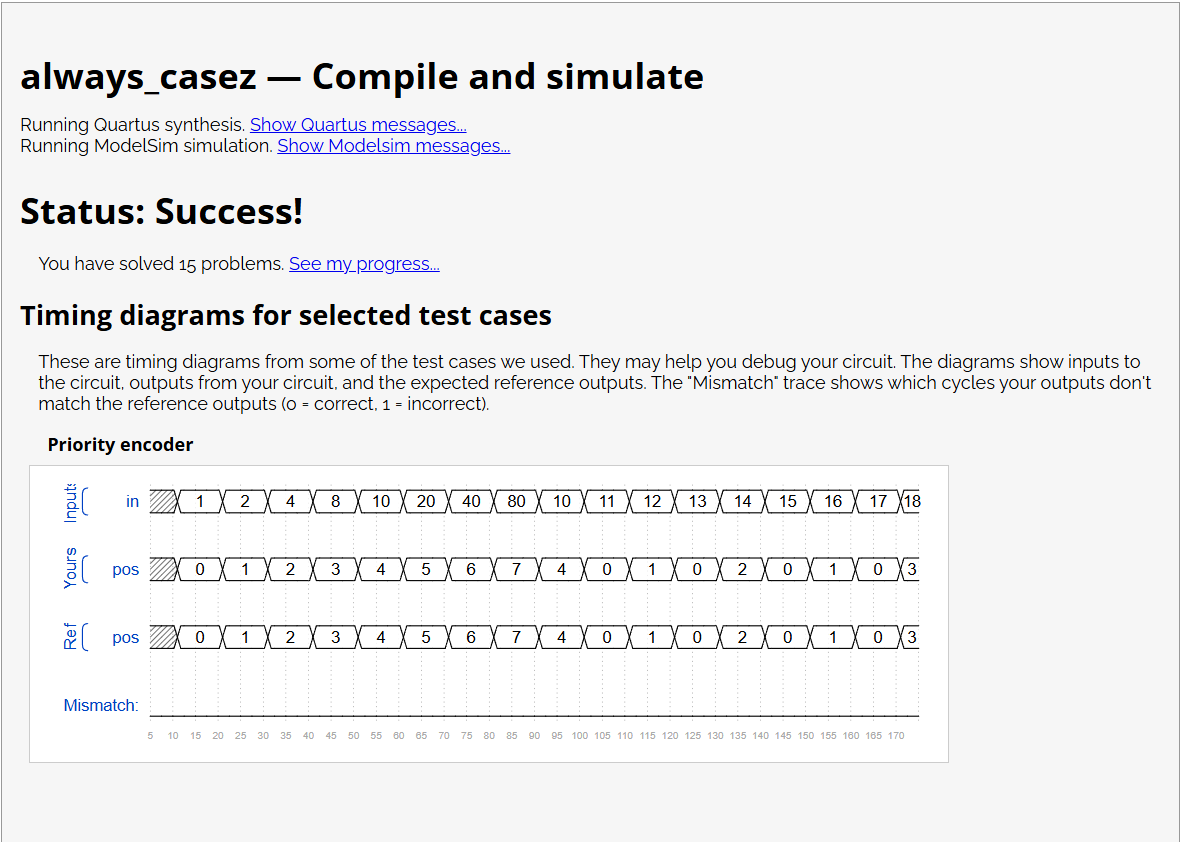 always_casez — Compile and simulate
Running Quartus synthesis. Show Quartus messages...
Running ModelSim simulation. Show Modelsim messages...
Status: Success!
You have solved 15 problems. See my progress...
Timing diagrams for selected test cases
These are timing diagrams from some of the test cases we used. They may help you debug your circuit. The diagrams show inputs to
the circuit, outputs from your circuit, and the expected reference outputs. The "Mismatch" trace shows which cycles your outputs don't
match the reference outputs (0 = correct, 1 = incorrect).
Priority encoder
Inputs in 1 2 4 8 10 20 40 80 10 11 12 13 14 15 16 17 18
Yours pos 0 1 2 3 4 5 6 7 4 0 1 0 2 0 1 0 3
Ref pos 0 1 2 3 4 5 6 7 4 0 1 0 2 0 1 0 3
Mismatch:
5 10 15 20 25 30 35 40 45 50 55 60 65 70 75 80 85 90 95 100 105 110 115 120 125 130 135 140 145 150 155 160 165 170